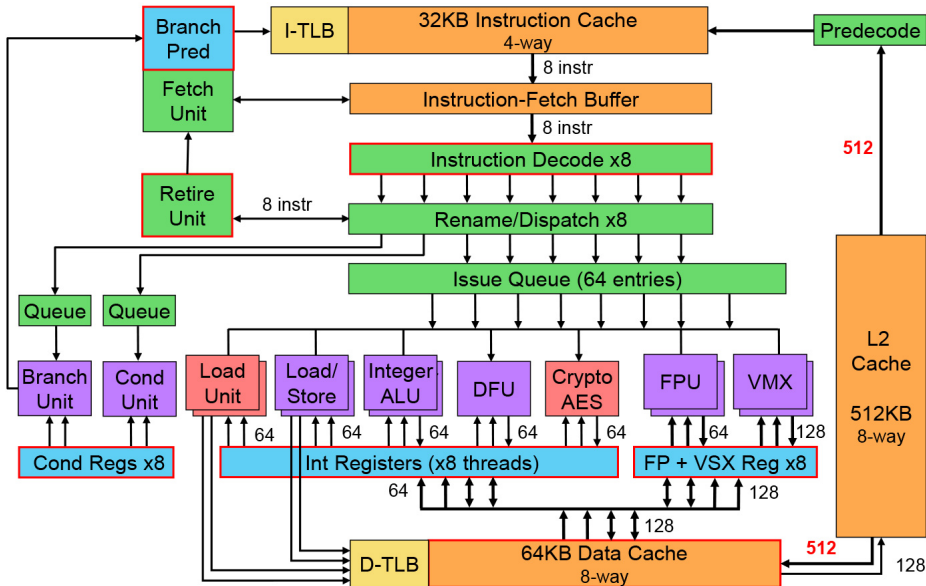 Branch
Pred
I-TLB
32KB Instruction Cache
4-way
Predecode
8 instr
Fetch
Unit
Instruction-Fetch Buffer
8 instr
512
Instruction Decode x8
Retire
Unit
8 instr
Rename/Dispatch x8
Issue Queue (64 entries)
Queue
Queue
L2
Cache
512KB
8-way
Branch
Unit
Cond
Unit
Load
Unit
Load/
Store
Integer
ALU
DFU
Crypto
AES
FPU
VMX
64
64
64
64
64
64
128
Cond Regs x8
Int Registers (x8 threads)
FP + VSX Reg x8
64
128
128
D-TLB
64KB Data Cache
8-way
512
128